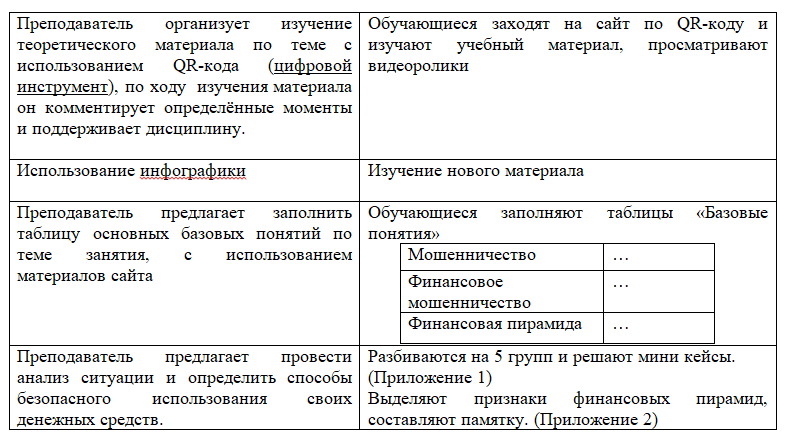 Преподаватель организует изучение
теоретического материала по теме с
использованием QR-кода (цифровой
инструмент), по ходу изучения материала
он комментирует определённые моменты
и поддерживает дисциплину.
Обучающиеся заходят на сайт по QR-коду и
изучают учебный материал, просматривают
видеоролики
Использование инфографики
Изучение нового материала
Преподаватель предлагает заполнить
таблицу основных базовых понятий по
теме занятия, с использованием
материалов сайта
Обучающиеся заполняют таблицы «Базовые
понятия»
Мошенничество …
Финансовое …
мошенничество
Финансовая пирамида …
Преподаватель предлагает провести
анализ ситуации и определить способы
безопасного использования своих
денежных средств.
Разбиваются на 5 групп и решают мини кейсы.
(Приложение 1)
Выделяют признаки финансовых пирамид,
составляют памятку. (Приложение 2)